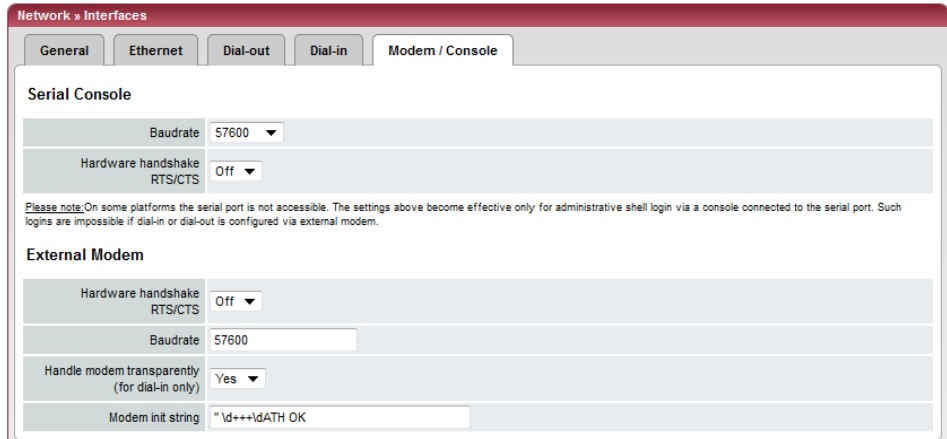 Network » Interfaces
General Ethernet Dial-out Dial-in Modem / Console
Serial Console
Baudrate 57600
Hardware handshake
RTS/CTS Off
Please note:On some platforms the serial port is not accessible. The settings above become effective only for administrative shell login via a console connected to the serial port. Such
logins are impossible if dial-in or dial-out is configured via external modem.
External Modem
Hardware handshake
RTS/CTS Off
Baudrate 57600
Handle modem transparently
(for dial-in only) Yes
Modem init string " \d+++\dATH OK